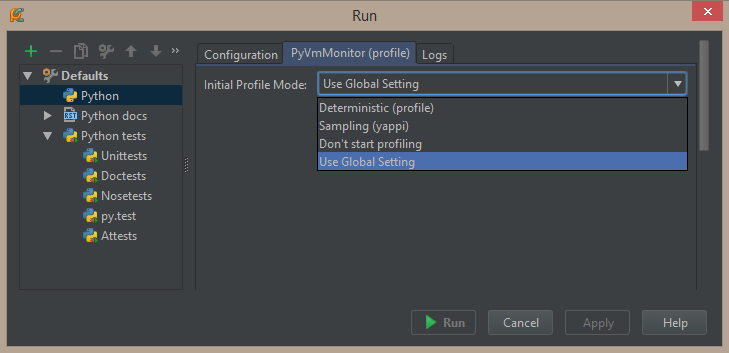 Run
Configuration PyVmMonitor (profile) Logs
Defaults
Python
Python docs
Python tests
Unittests
Doctests
Nosetests
py.test
Attests
Initial Profile Mode: Use Global Setting
Deterministic (profile)
Sampling (yappi)
Don't start profiling
Use Global Setting
Run Cancel Apply Help